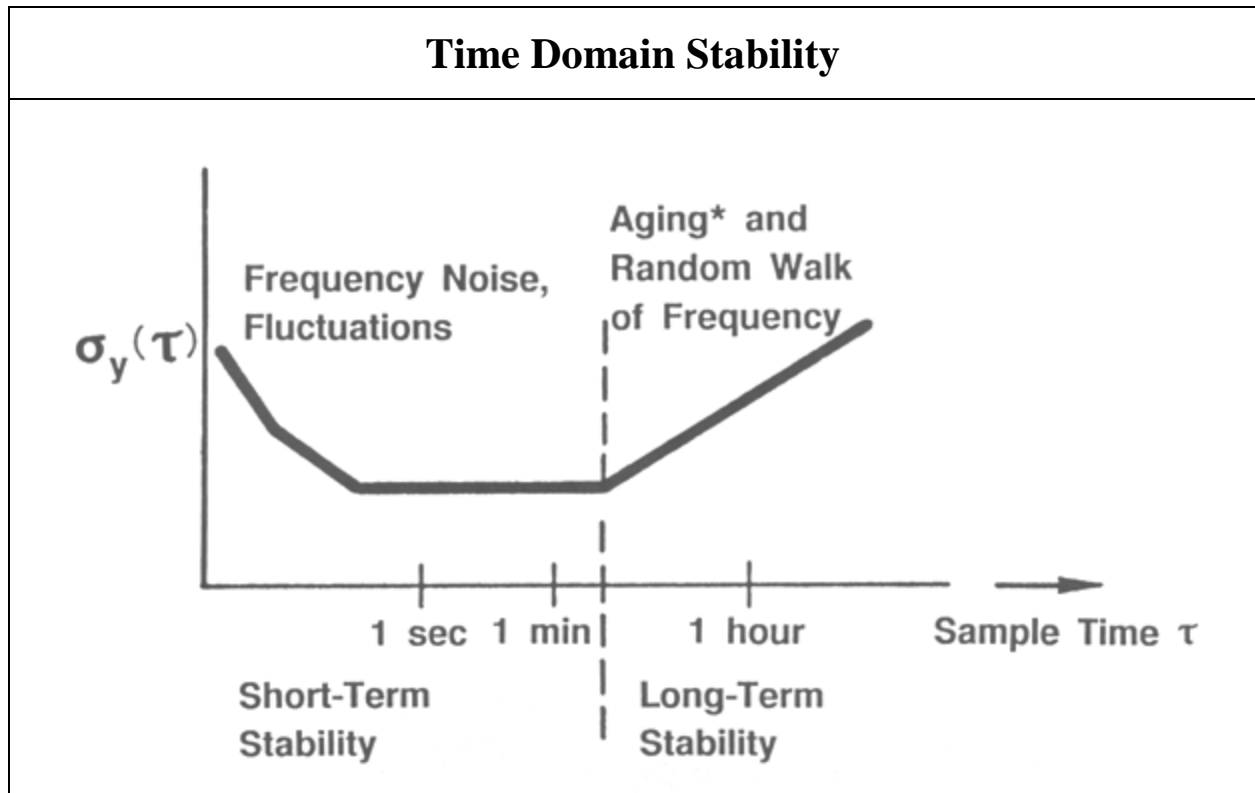 Time Domain Stability
Frequency Noise,
Fluctuations
Aging* and
Random Walk
of Frequency
σy(τ)
1 sec
1 min
1 hour
Sample Time τ
Short-Term
Stability
Long-Term
Stability